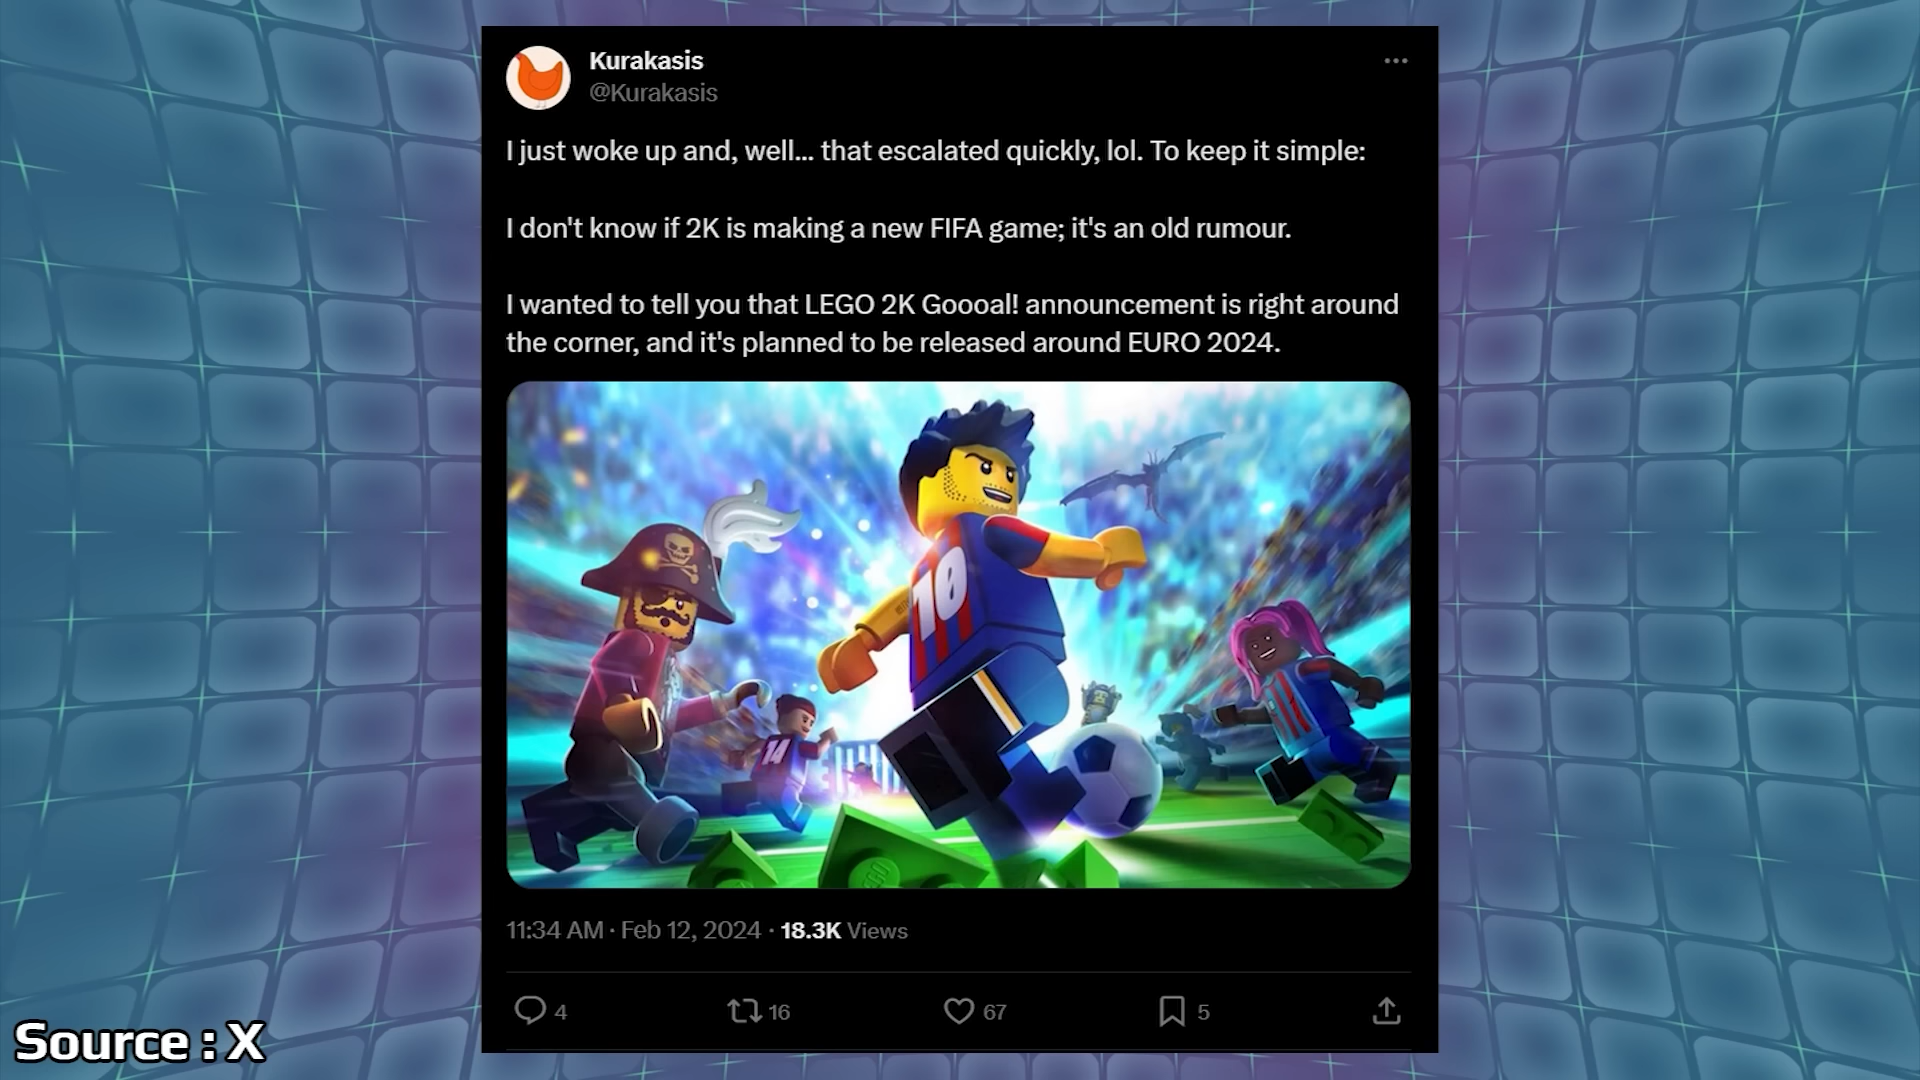 Kurakasis
@Kurakasis
I just woke up and, well... that escalated quickly, lol. To keep it simple:
I don't know if 2K is making a new FIFA game; it's an old rumour.
I wanted to tell you that LEGO 2K Goooal! announcement is right around
the corner, and it's planned to be released around EURO 2024.
10
14
LEGO
11:34 AM · Feb 12, 2024 · 18.3K Views
4 16 67 5
Source : X